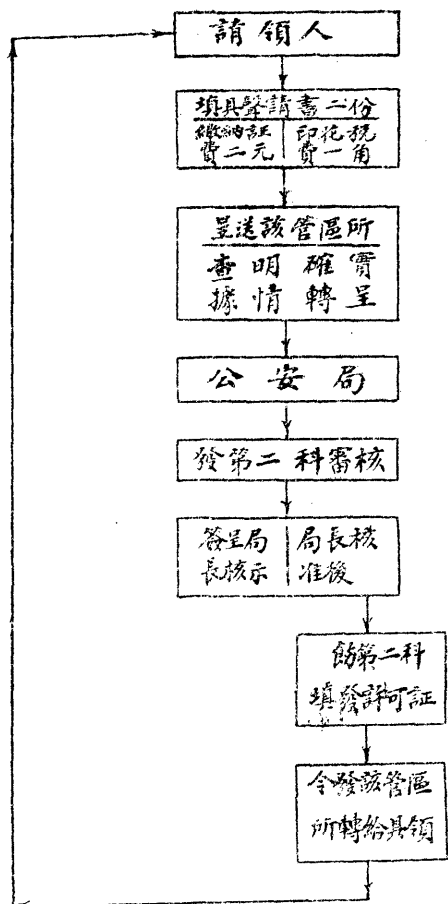 請領人
填具聲請書二份
繳納証
費二元
印花稅
費一角
呈送該管區所
查明確實
據情轉呈
公安局
發第二科審核
簽呈局
長核示
局長核
准後
飭第二科
填發許可証
令發該管區
所轉給具領